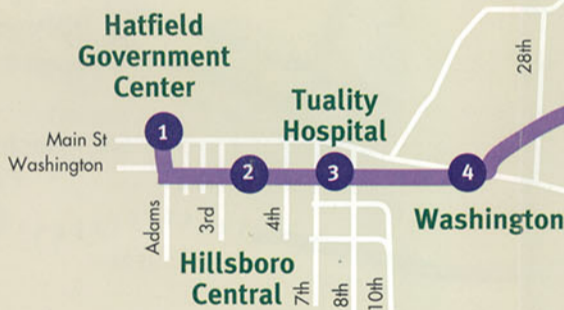 Hatfield
Government
Center
28th
1
Tuality
Hospital
Main St
Washington
2
3
4
Adams
3rd
4th
Washington
Hillsboro
Central
7th
8th
10th